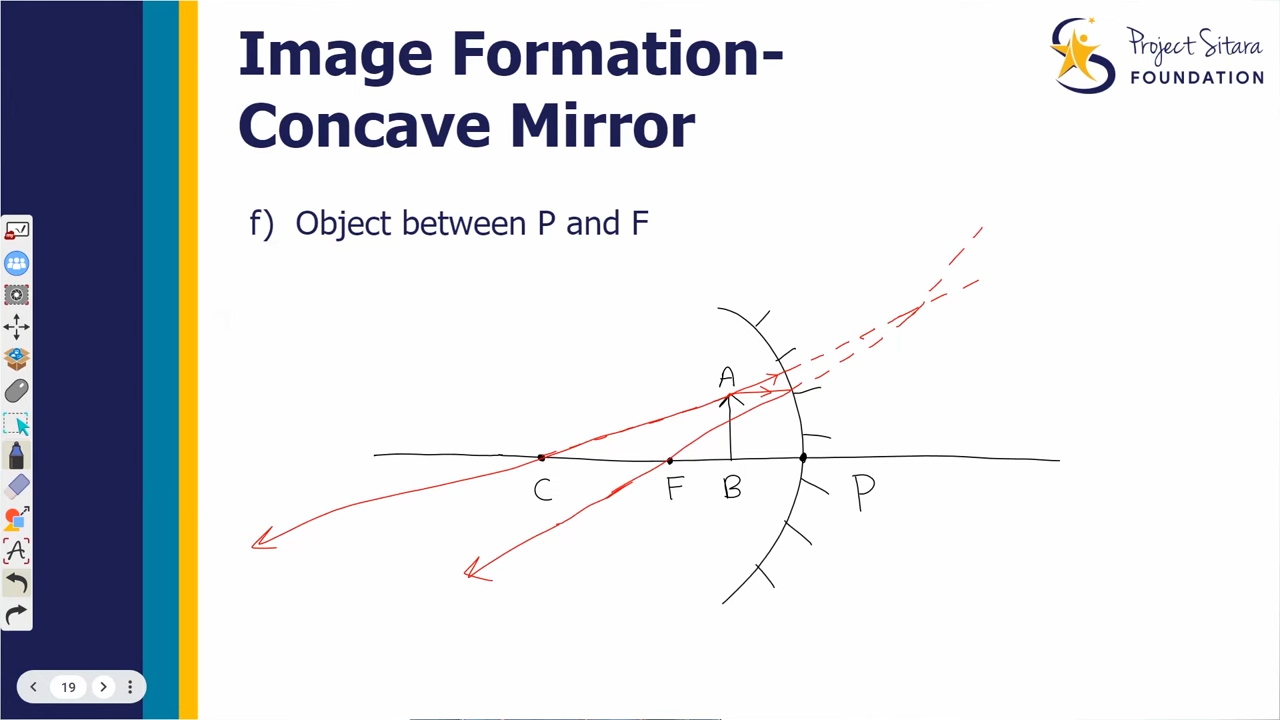 Image Formation-
Concave Mirror
Project Sitara
FOUNDATION
f) Object between P and F
A
C F B P
19